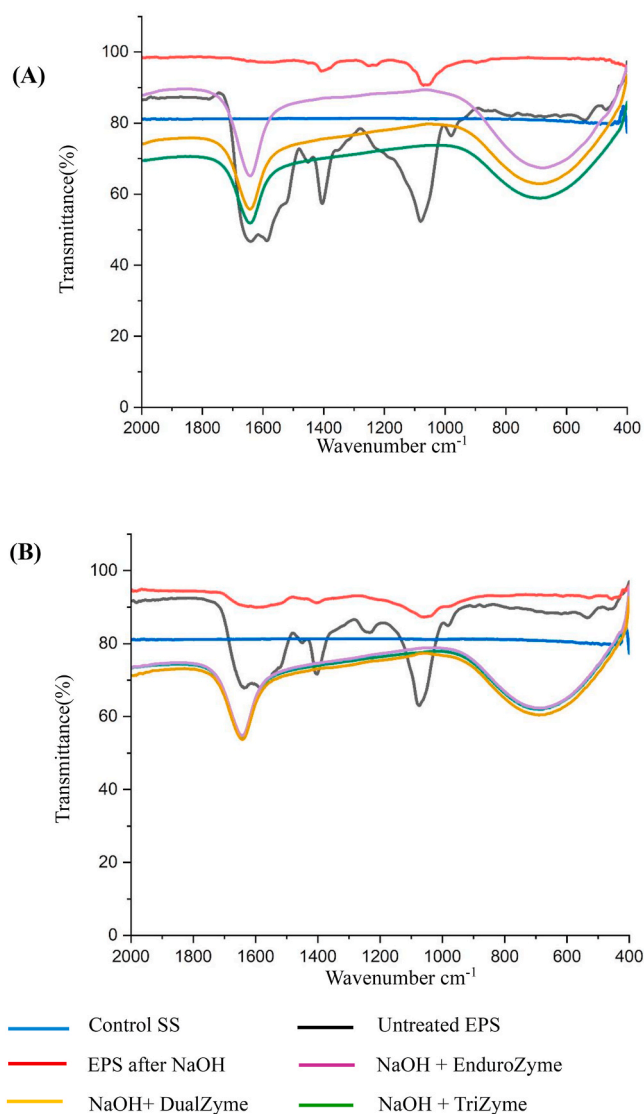 (A)
100
80
60
40
20
0
Transmittance(%)
2000 1800 1600 1400 1200 1000 800 600 400
Wavenumber cm⁻¹
(B)
100
80
60
40
20
0
Transmittance(%)
2000 1800 1600 1400 1200 1000 800 600 400
Wavenumber cm⁻¹
Control SS Untreated EPS
EPS after NaOH NaOH + EnduroZyme
NaOH+ DualZyme NaOH + TriZyme